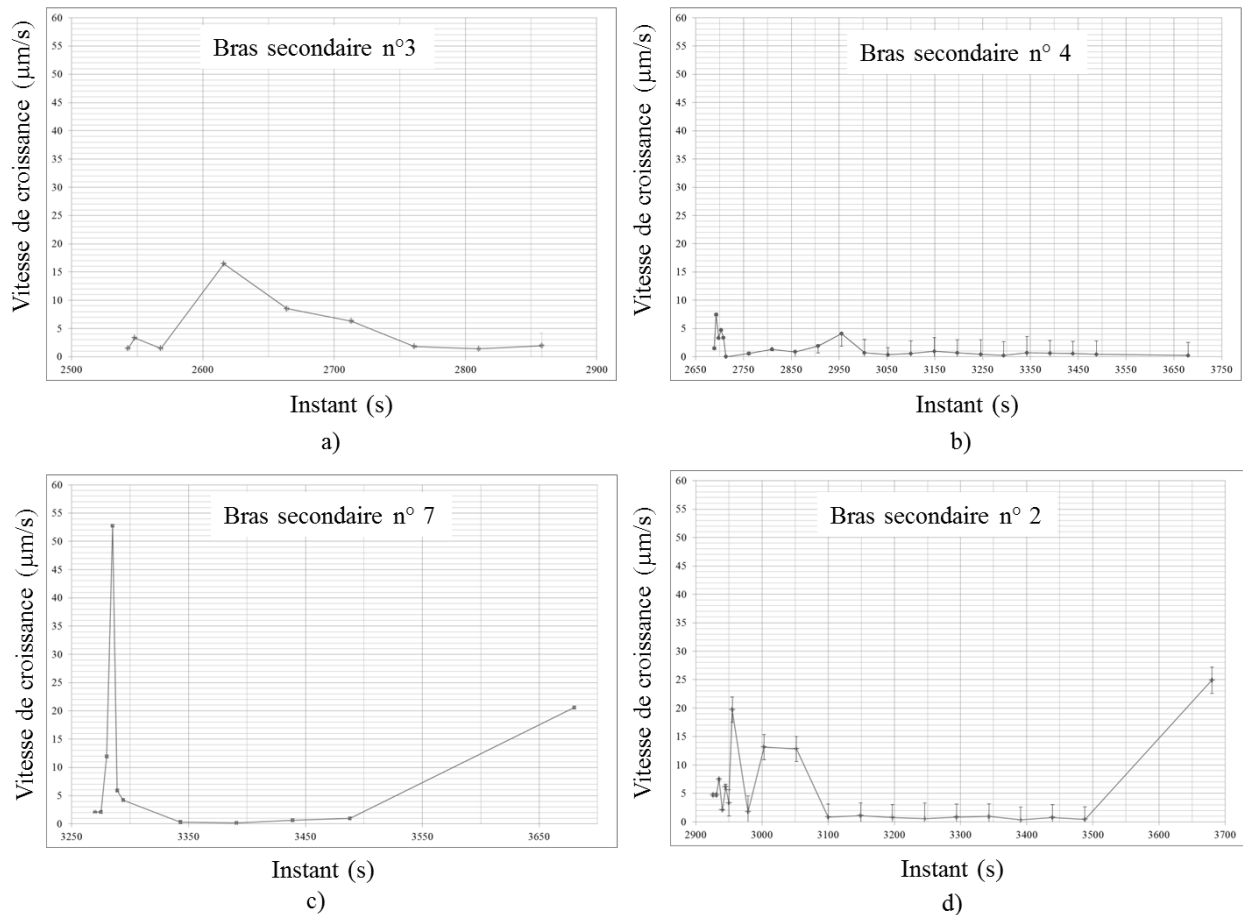 Bras secondaire n°3
Vitesse de croissance (µm/s)
60
55
50
45
40
35
30
25
20
15
10
5
0
2500 2600 2700 2800 2900
Instant (s)
a)
Bras secondaire n° 4
Vitesse de croissance (µm/s)
60
55
50
45
40
35
30
25
20
15
10
5
0
2650 2750 2850 2950 3050 3150 3250 3350 3450 3550 3650 3750
Instant (s)
b)
Bras secondaire n° 7
Vitesse de croissance (µm/s)
60
55
50
45
40
35
30
25
20
15
10
5
0
3250 3350 3450 3550 3650
Instant (s)
c)
Bras secondaire n° 2
Vitesse de croissance (µm/s)
60
55
50
45
40
35
30
25
20
15
10
5
0
2900 3000 3100 3200 3300 3400 3500 3600 3700
Instant (s)
d)